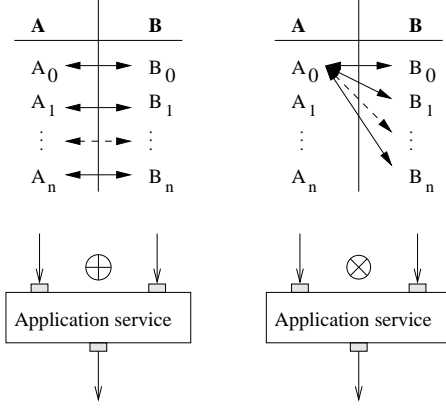 A B A B
A0 B0 A0 B0
A1 B1 A1 B1
⋮ ⋮ ⋮ ⋮
An Bn An Bn
Application service Application service